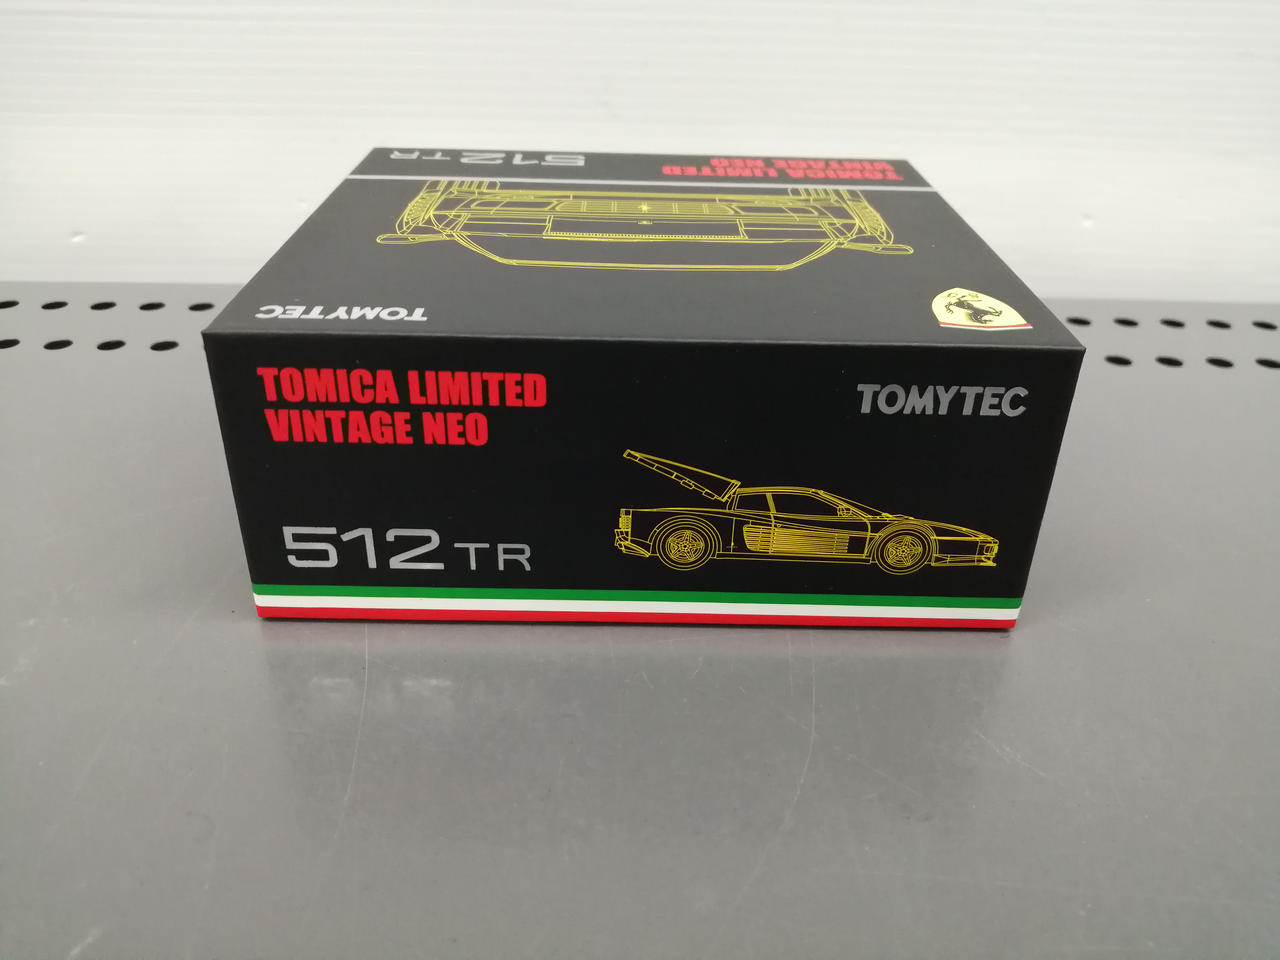 512 TR
TOMICA LIMITED
VINTAGE NEO
TOMYTEC
TOMICA LIMITED
VINTAGE NEO
TOMYTEC
512 TR